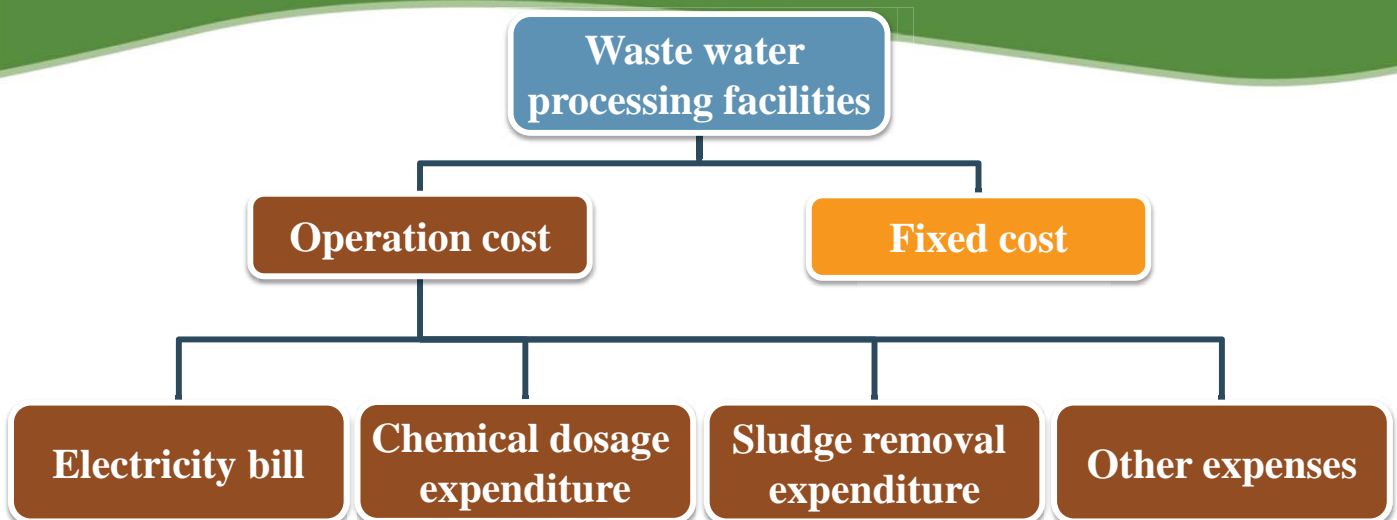 Waste water
processing facilities
Operation cost
Fixed cost
Electricity bill
Chemical dosage
expenditure
Sludge removal
expenditure
Other expenses